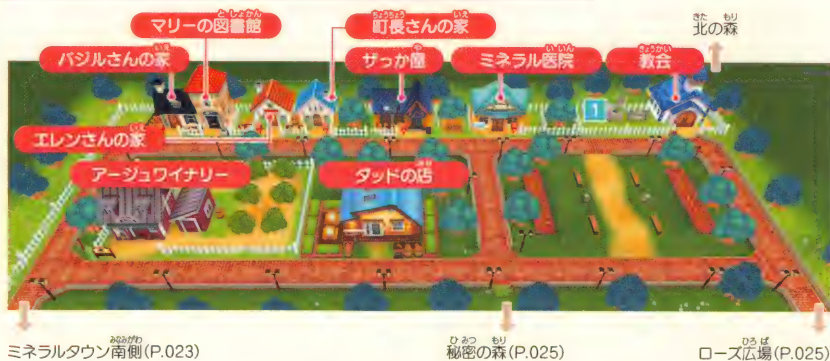 マリーの図書館
町長さんの家
北の森
バジルさんの家
ザっか屋
ミネラル医院
教会
1
エレンさんの家
アージュワイナリー
ダッドの店
ミネラルタウン南側(P.023)
秘密の森(P.025)
ローズ広場(P.025)